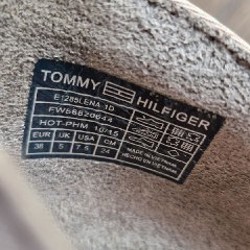 TOMMY HILFIGER
E1285LENA 1D
FW56820644
HOT-PHM 10/15
EUR UK USA CM
38 5 7.5 24
MADE IN VIETNAM
HECHO EN VIETNAM